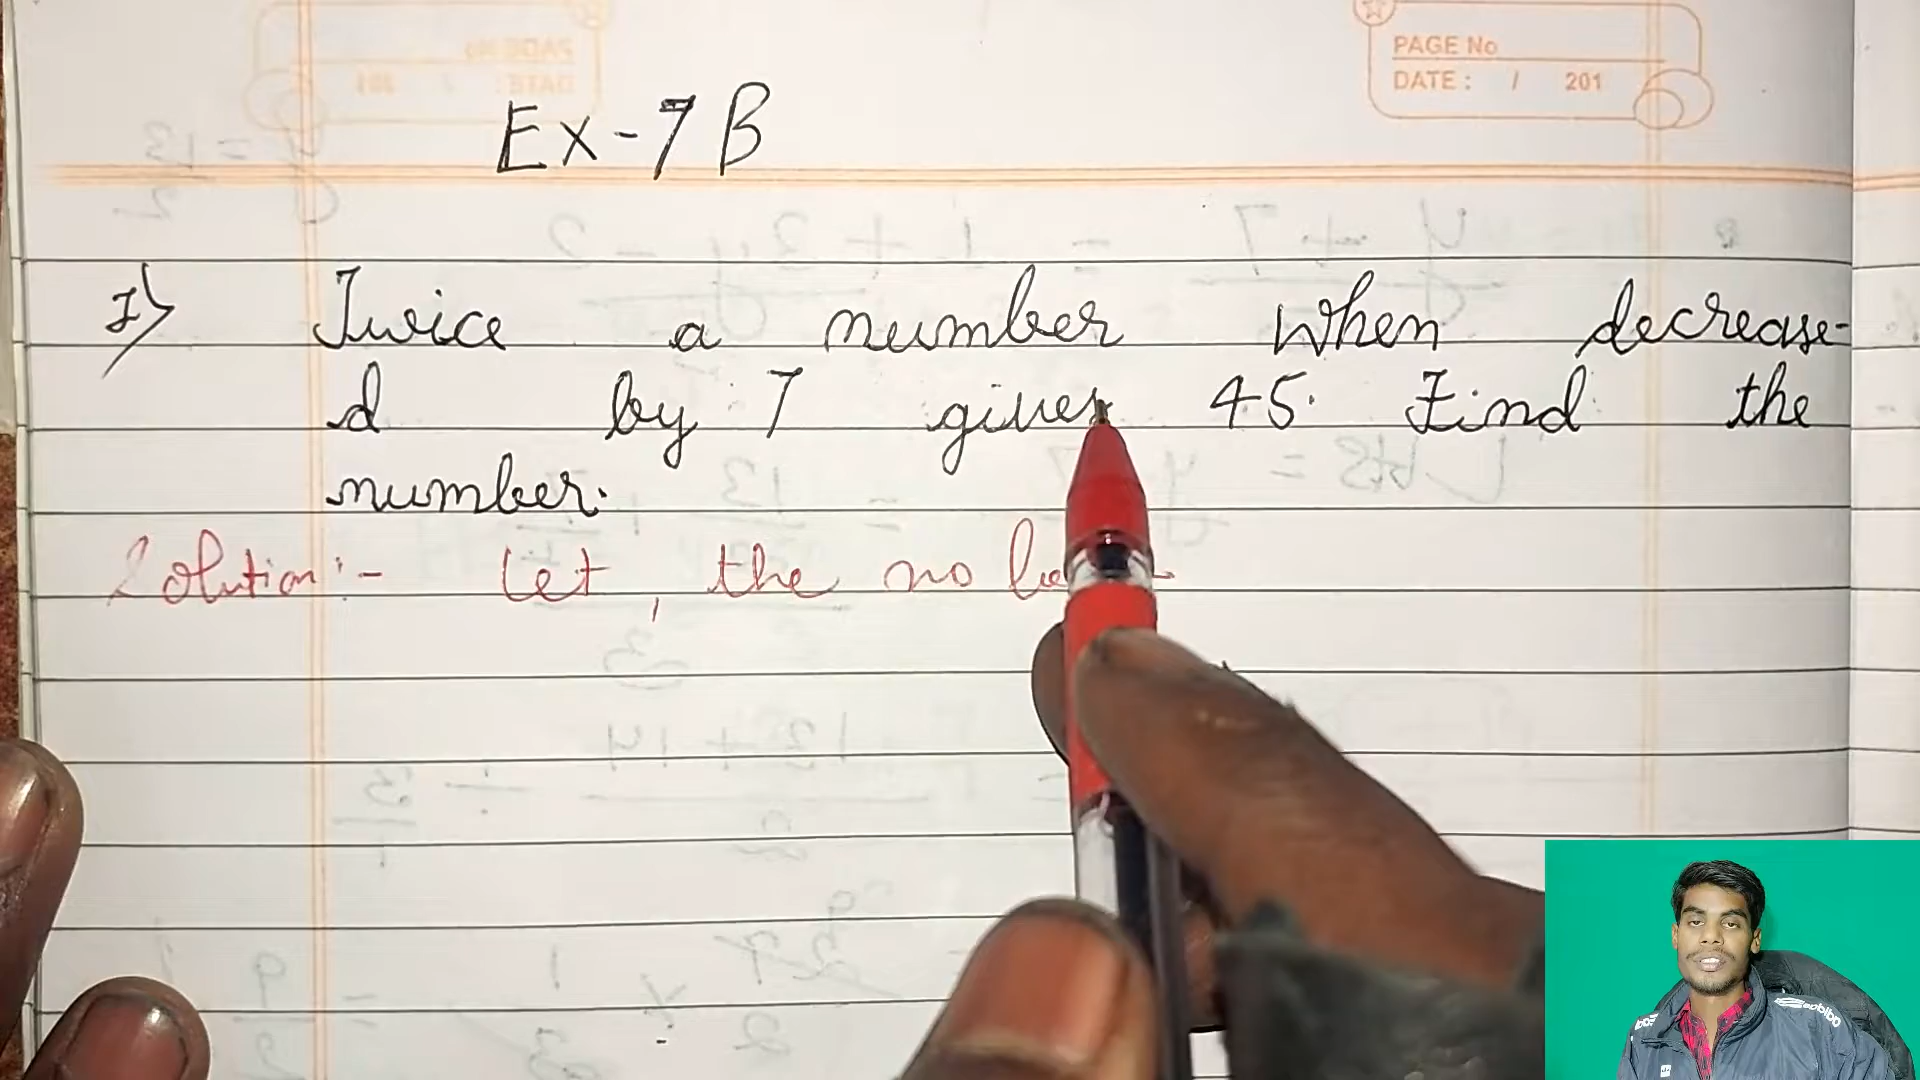 PAGE No
DATE : / 201
Ex-7B
1) Twice a number when decrease-
d by 7 gives 45. Find the
number.
Solution :- Let, the no be